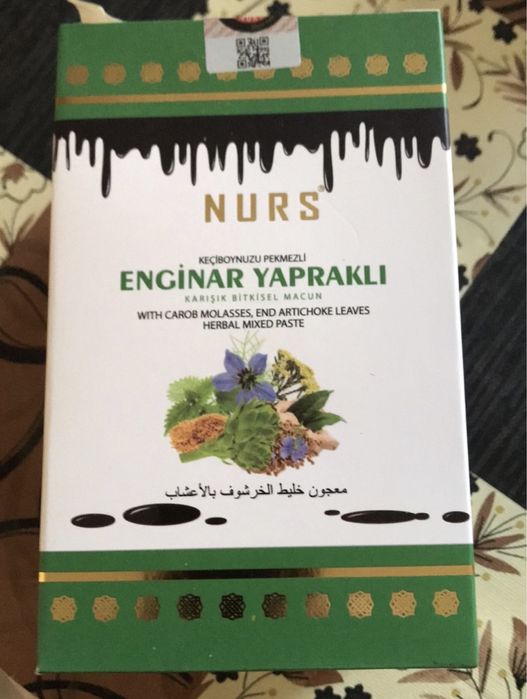 NURS
NURS®
KEÇİBOYNUZU PEKMEZLİ
ENGİNAR YAPRAKLI
KARIŞIK BİTKİSEL MACUN
WITH CAROB MOLASSES, END ARTICHOKE LEAVES
HERBAL MIXED PASTE
معجون خليط الخرشوف بالأعشاب